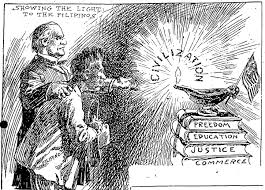 SHOWING THE LIGHT
TO THE FILIPINOS
CIVILIZATION
FREEDOM
EDUCATION
JUSTICE
COMMERCE